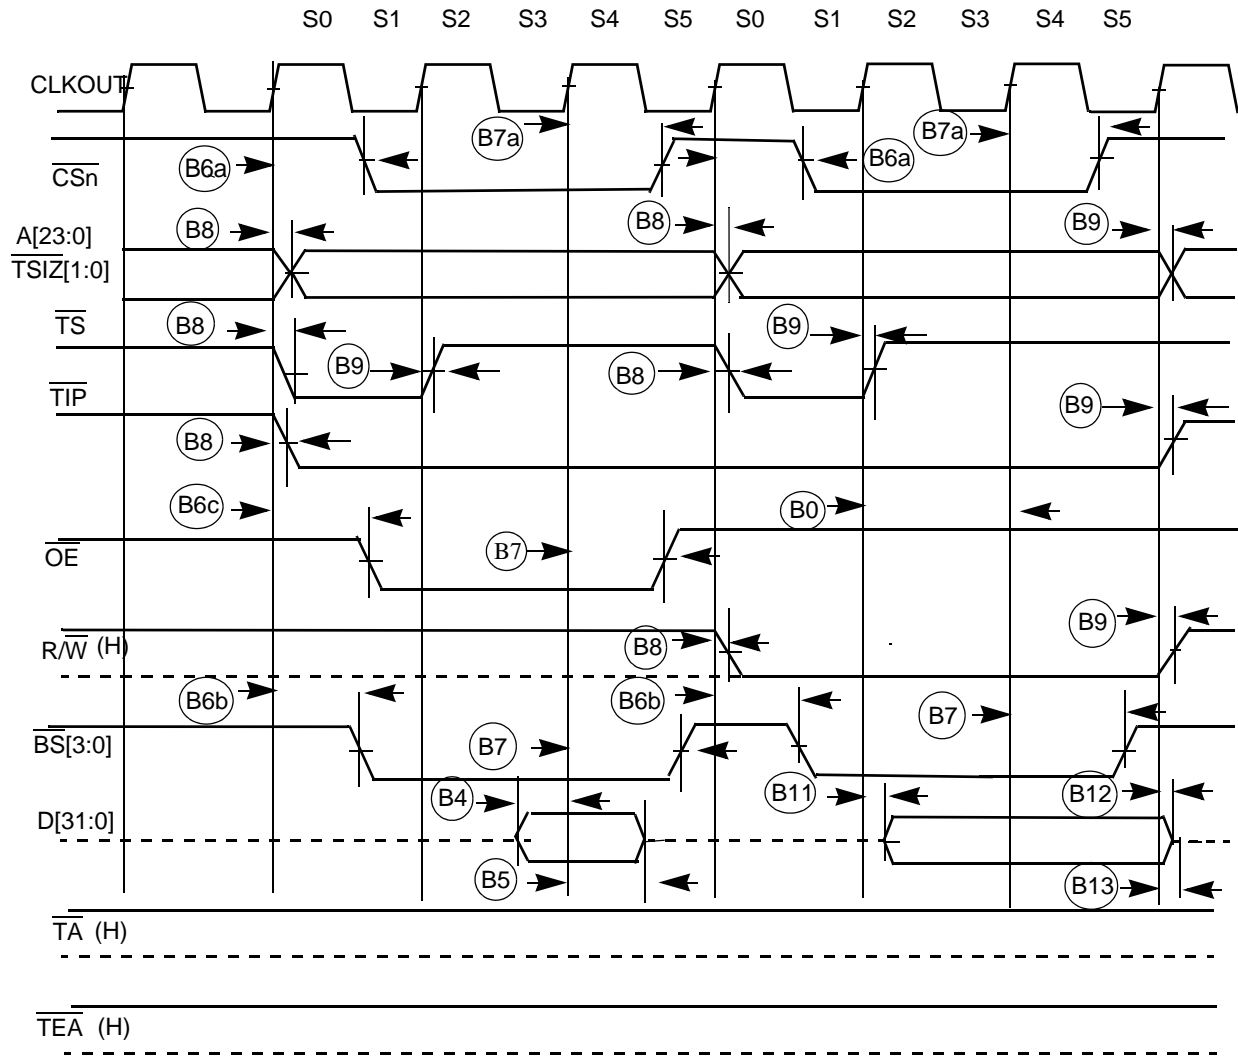 S0 S1 S2 S3 S4 S5 S0 S1 S2 S3 S4 S5
CLKOUT
B7a B7a
B6a B6a
CSn
B8 B8 B9
A[23:0]
TSIZ[1:0]
TS B8 B9
B9 B8
TIP B9
B8
B6c B0
OE B7
R/W (H) B8 B9
B6b B6b
BS[3:0] B7 B7
B4 B11 B12
D[31:0]
B5 B13
TA (H)
TEA (H)